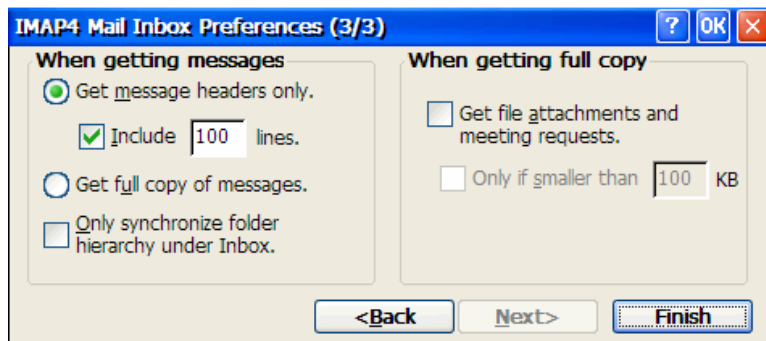 IMAP4 Mail Inbox Preferences (3/3)
? OK ×
When getting messages
Get message headers only.
Include 100 lines.
Get full copy of messages.
Only synchronize folder
hierarchy under Inbox.
When getting full copy
Get file attachments and
meeting requests.
Only if smaller than 100 KB
<Back Next> Finish